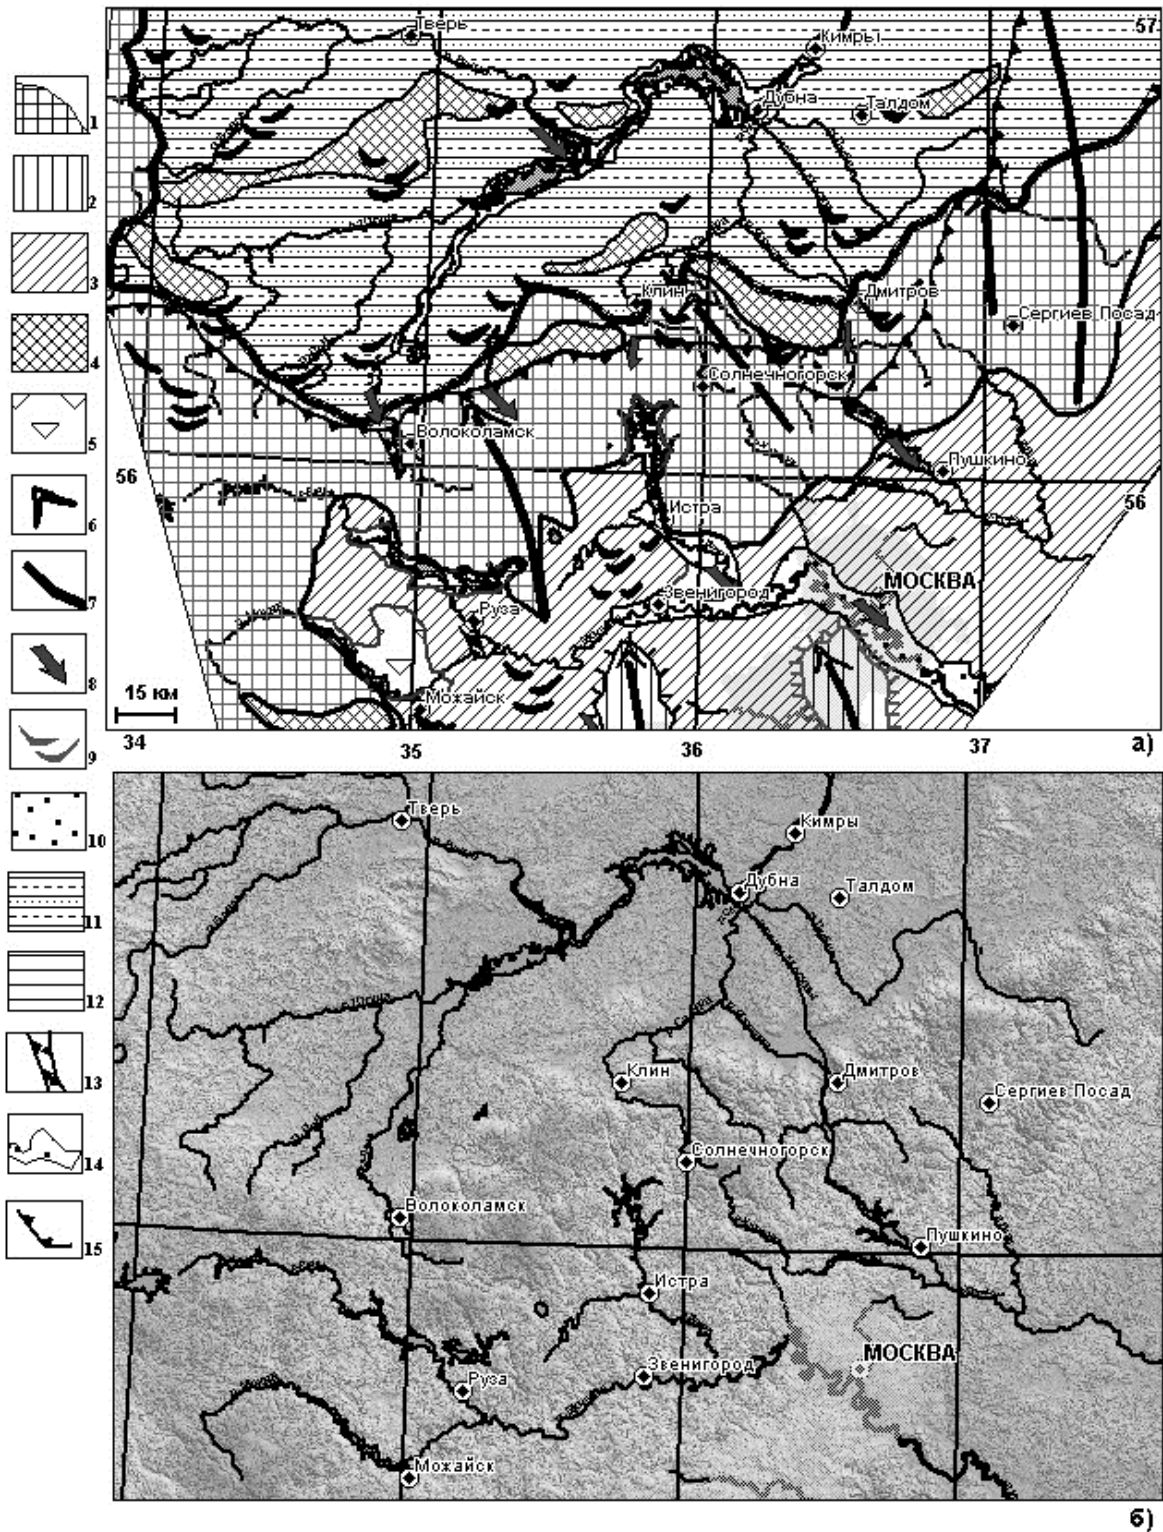 Тверь
Кимры
57
1
Дубна
Талдом
2
3
Клин
Дмитров
Сергиев Посад
4
Солнечногорск
5
Волоколамск
56
Пушкино
56
6
Истра
7
МОСКВА
Звенигород
Руза
8
15 км
Можайск
34
35
36
37
а)
9
10
Тверь
Кимры
Дубна
Талдом
11
12
Клин
Дмитров
13
Сергиев Посад
14
Солнечногорск
Волоколамск
15
Пушкино
Истра
МОСКВА
Звенигород
Руза
Можайск
б)